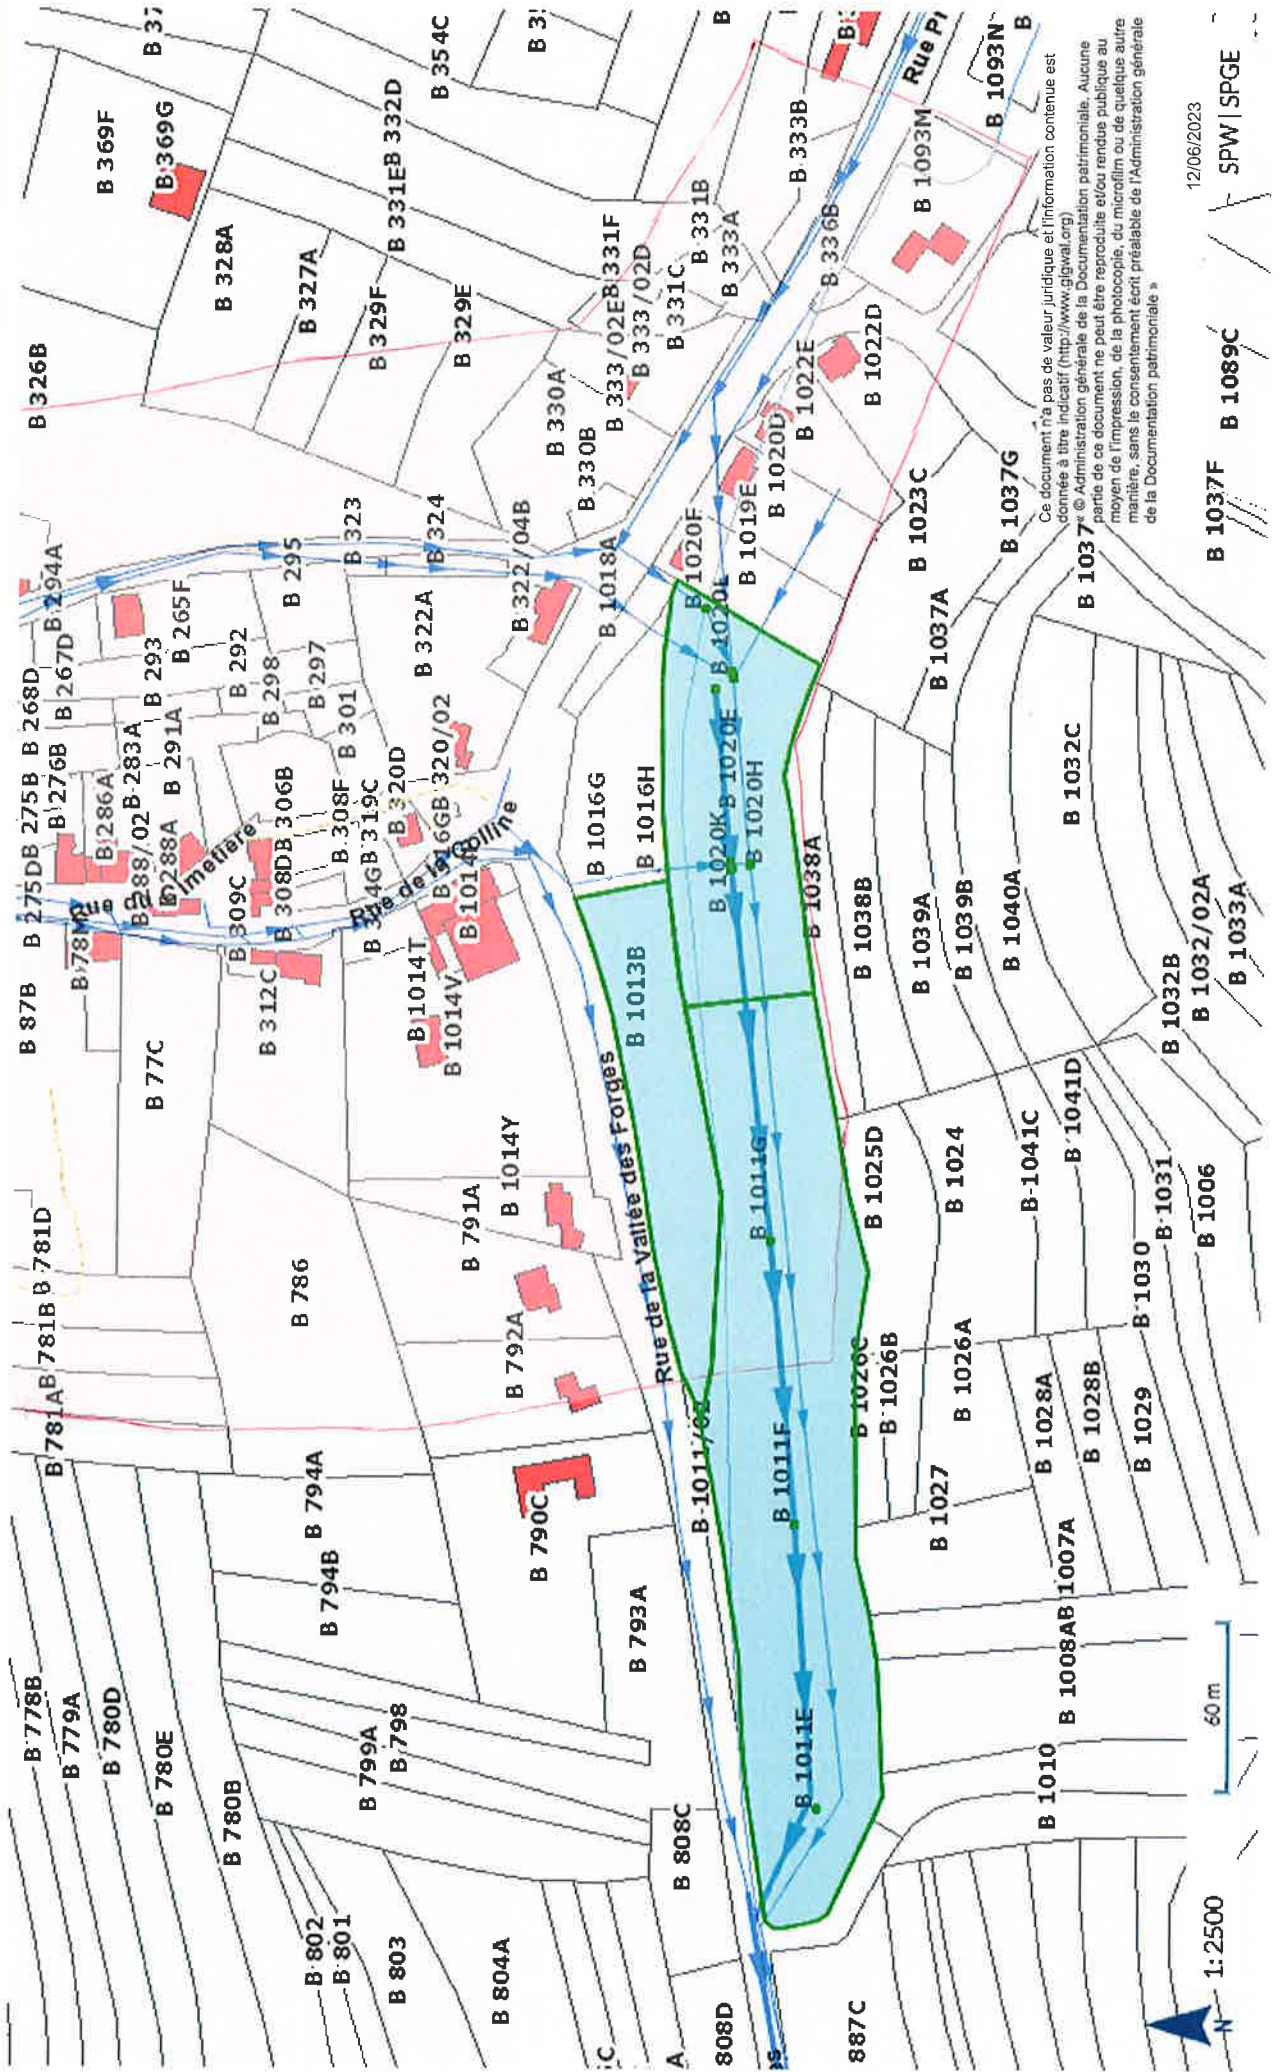 B 326B
B 369F
B 369G
B 328A
B 327A
B 329F
B 329E
B 331E
B 332D
B 354C
B 330A
B 330B
B 333/02E
B 331F
B 333/02D
B 331C
B 331B
B 333A
B 333B
B 336B
B 1093M
B 1093N
B 1022D
B 1022E
B 1020D
B 1019E
B 1020F
B 1018A
B 1023C
B 1037G
B 1037A
B 1037F
B 1089C
B 294A
B 268D
B 267D
B 275B
B 276B
B 275D
B 286A
B 283A
B 293
B 265F
B 291A
B 292
B 298
B 297
B 295
B 301
B 323
B 324
B 322A
B 322/04B
B 288/02
B 288A
B 306B
B 308D
B 308F
B 319C
B 320D
B 320/02
B 309C
B 312C
Rue de la Colline
B 1014T
B 1014V
B 1014Y
B 1016G
B 1016H
B 1013B
B 1020K
B 1020E
B 1020H
B 1038A
B 1038B
B 1039A
B 1039B
B 1040A
B 1032C
B 1032B
B 1032/02A
B 1033A
B 87B
B 77C
B 781D
B 781B
B 781A
B 786
B 791A
B 792A
B 790C
B 794A
B 794B
B 793A
Rue de la Vallée des Forges
B 1011G
B 1011F
B 1011E
B 1025D
B 1024
B 1041C
B 1041D
B 1031
B 1006
B 1030
B 1026C
B 1026B
B 1026A
B 1028A
B 1028B
B 1029
B 1027
B 1007A
B 1008A
B 1010
B 778B
B 779A
B 780D
B 780E
B 780B
B 799A
B 798
B 802
B 801
B 803
B 804A
B 808C
808D
887C
Ce document n'a pas de valeur juridique et l'information contenue est
donnée à titre indicatif (http://www.gigwal.org)
« © Administration générale de la Documentation patrimoniale. Aucune
partie de ce document ne peut être reproduite et/ou rendue publique au
moyen de l'impression, de la photocopie, du microfilm ou de quelque autre
manière, sans le consentement écrit préalable de l'Administration générale
de la Documentation patrimoniale »
12/06/2023
SPW | SPGE
60 m
1:2500
N